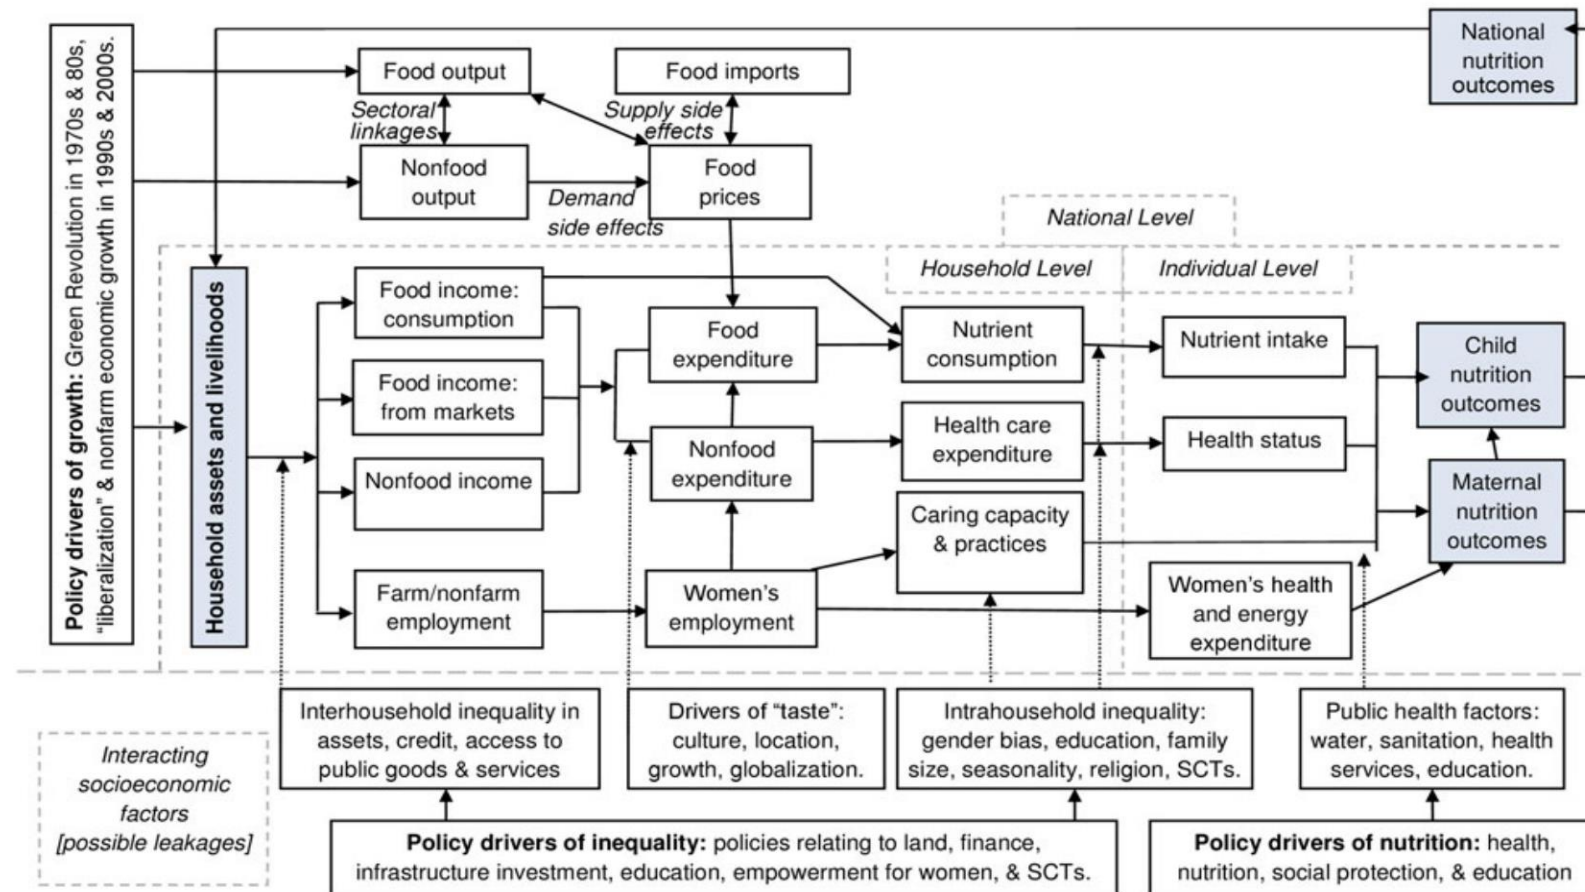 Policy drivers of growth: Green Revolution in 1970s & 80s,
“liberalization” & nonfarm economic growth in 1990s & 2000s.
National
nutrition
outcomes
Food output
Food imports
Sectoral
linkages
Supply side
effects
Nonfood
output
Food
prices
Demand
side effects
National Level
Household Level
Individual Level
Household assets and livelihoods
Food income:
consumption
Food
expenditure
Nutrient
consumption
Nutrient intake
Child
nutrition
outcomes
Food income:
from markets
Nonfood
expenditure
Health care
expenditure
Health status
Nonfood income
Caring capacity
& practices
Maternal
nutrition
outcomes
Farm/nonfarm
employment
Women’s
employment
Women’s health
and energy
expenditure
Interacting
socioeconomic
factors
[possible leakages]
Interhousehold inequality in
assets, credit, access to
public goods & services
Drivers of “taste”:
culture, location,
growth, globalization.
Intrahousehold inequality:
gender bias, education, family
size, seasonality, religion, SCTs.
Public health factors:
water, sanitation, health
services, education.
Policy drivers of inequality: policies relating to land, finance,
infrastructure investment, education, empowerment for women, & SCTs.
Policy drivers of nutrition: health,
nutrition, social protection, & education